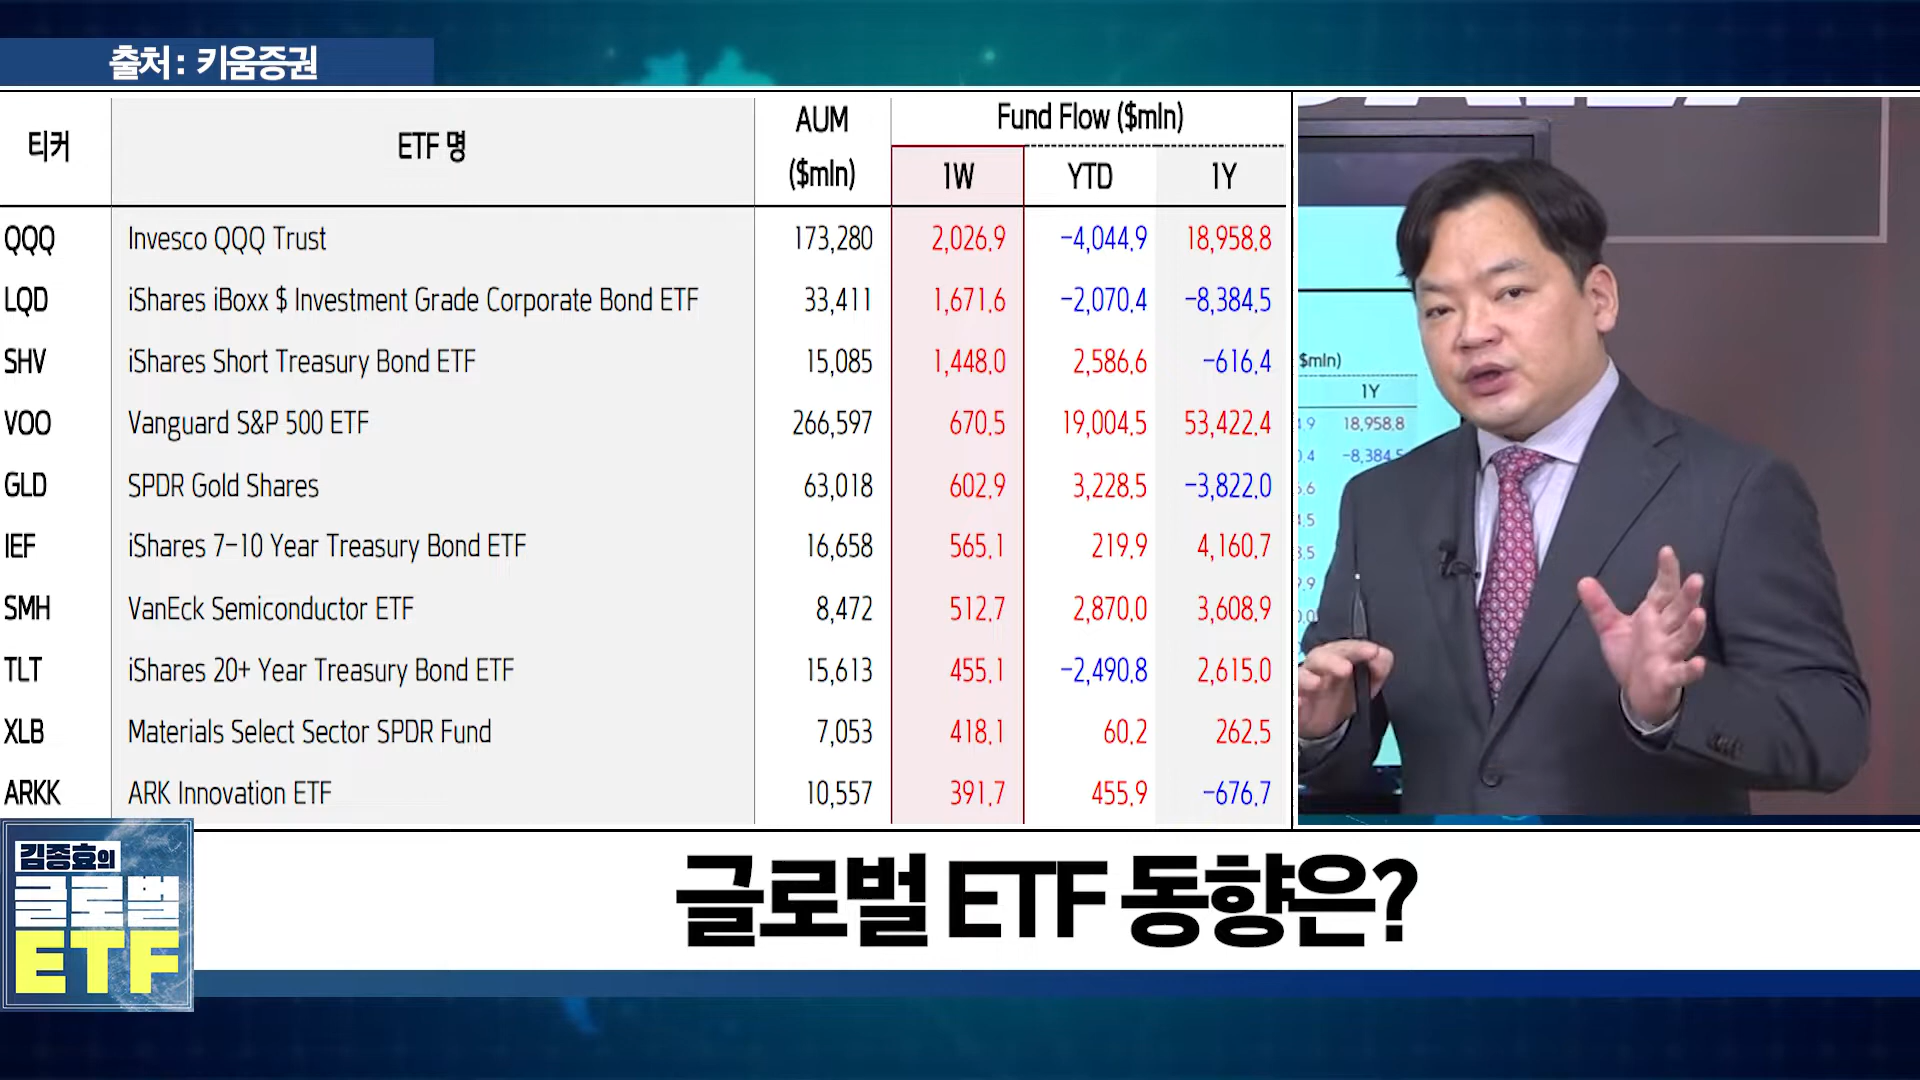 출처 : 키움증권
티커 ETF 명 AUM ($mln) Fund Flow ($mln)
1W YTD 1Y
QQQ Invesco QQQ Trust 173,280 2,026.9 -4,044.9 18,958.8
LQD iShares iBoxx $ Investment Grade Corporate Bond ETF 33,411 1,671.6 -2,070.4 -8,384.5
SHV iShares Short Treasury Bond ETF 15,085 1,448.0 2,586.6 -616.4
VOO Vanguard S&P 500 ETF 266,597 670.5 19,004.5 53,422.4
GLD SPDR Gold Shares 63,018 602.9 3,228.5 -3,822.0
IEF iShares 7-10 Year Treasury Bond ETF 16,658 565.1 219.9 4,160.7
SMH VanEck Semiconductor ETF 8,472 512.7 2,870.0 3,608.9
TLT iShares 20+ Year Treasury Bond ETF 15,613 455.1 -2,490.8 2,615.0
XLB Materials Select Sector SPDR Fund 7,053 418.1 60.2 262.5
ARKK ARK Innovation ETF 10,557 391.7 455.9 -676.7
$mln)
1Y
18,958.8
-8,384.5
김종효의
글로벌
ETF
글로벌 ETF 동향은?